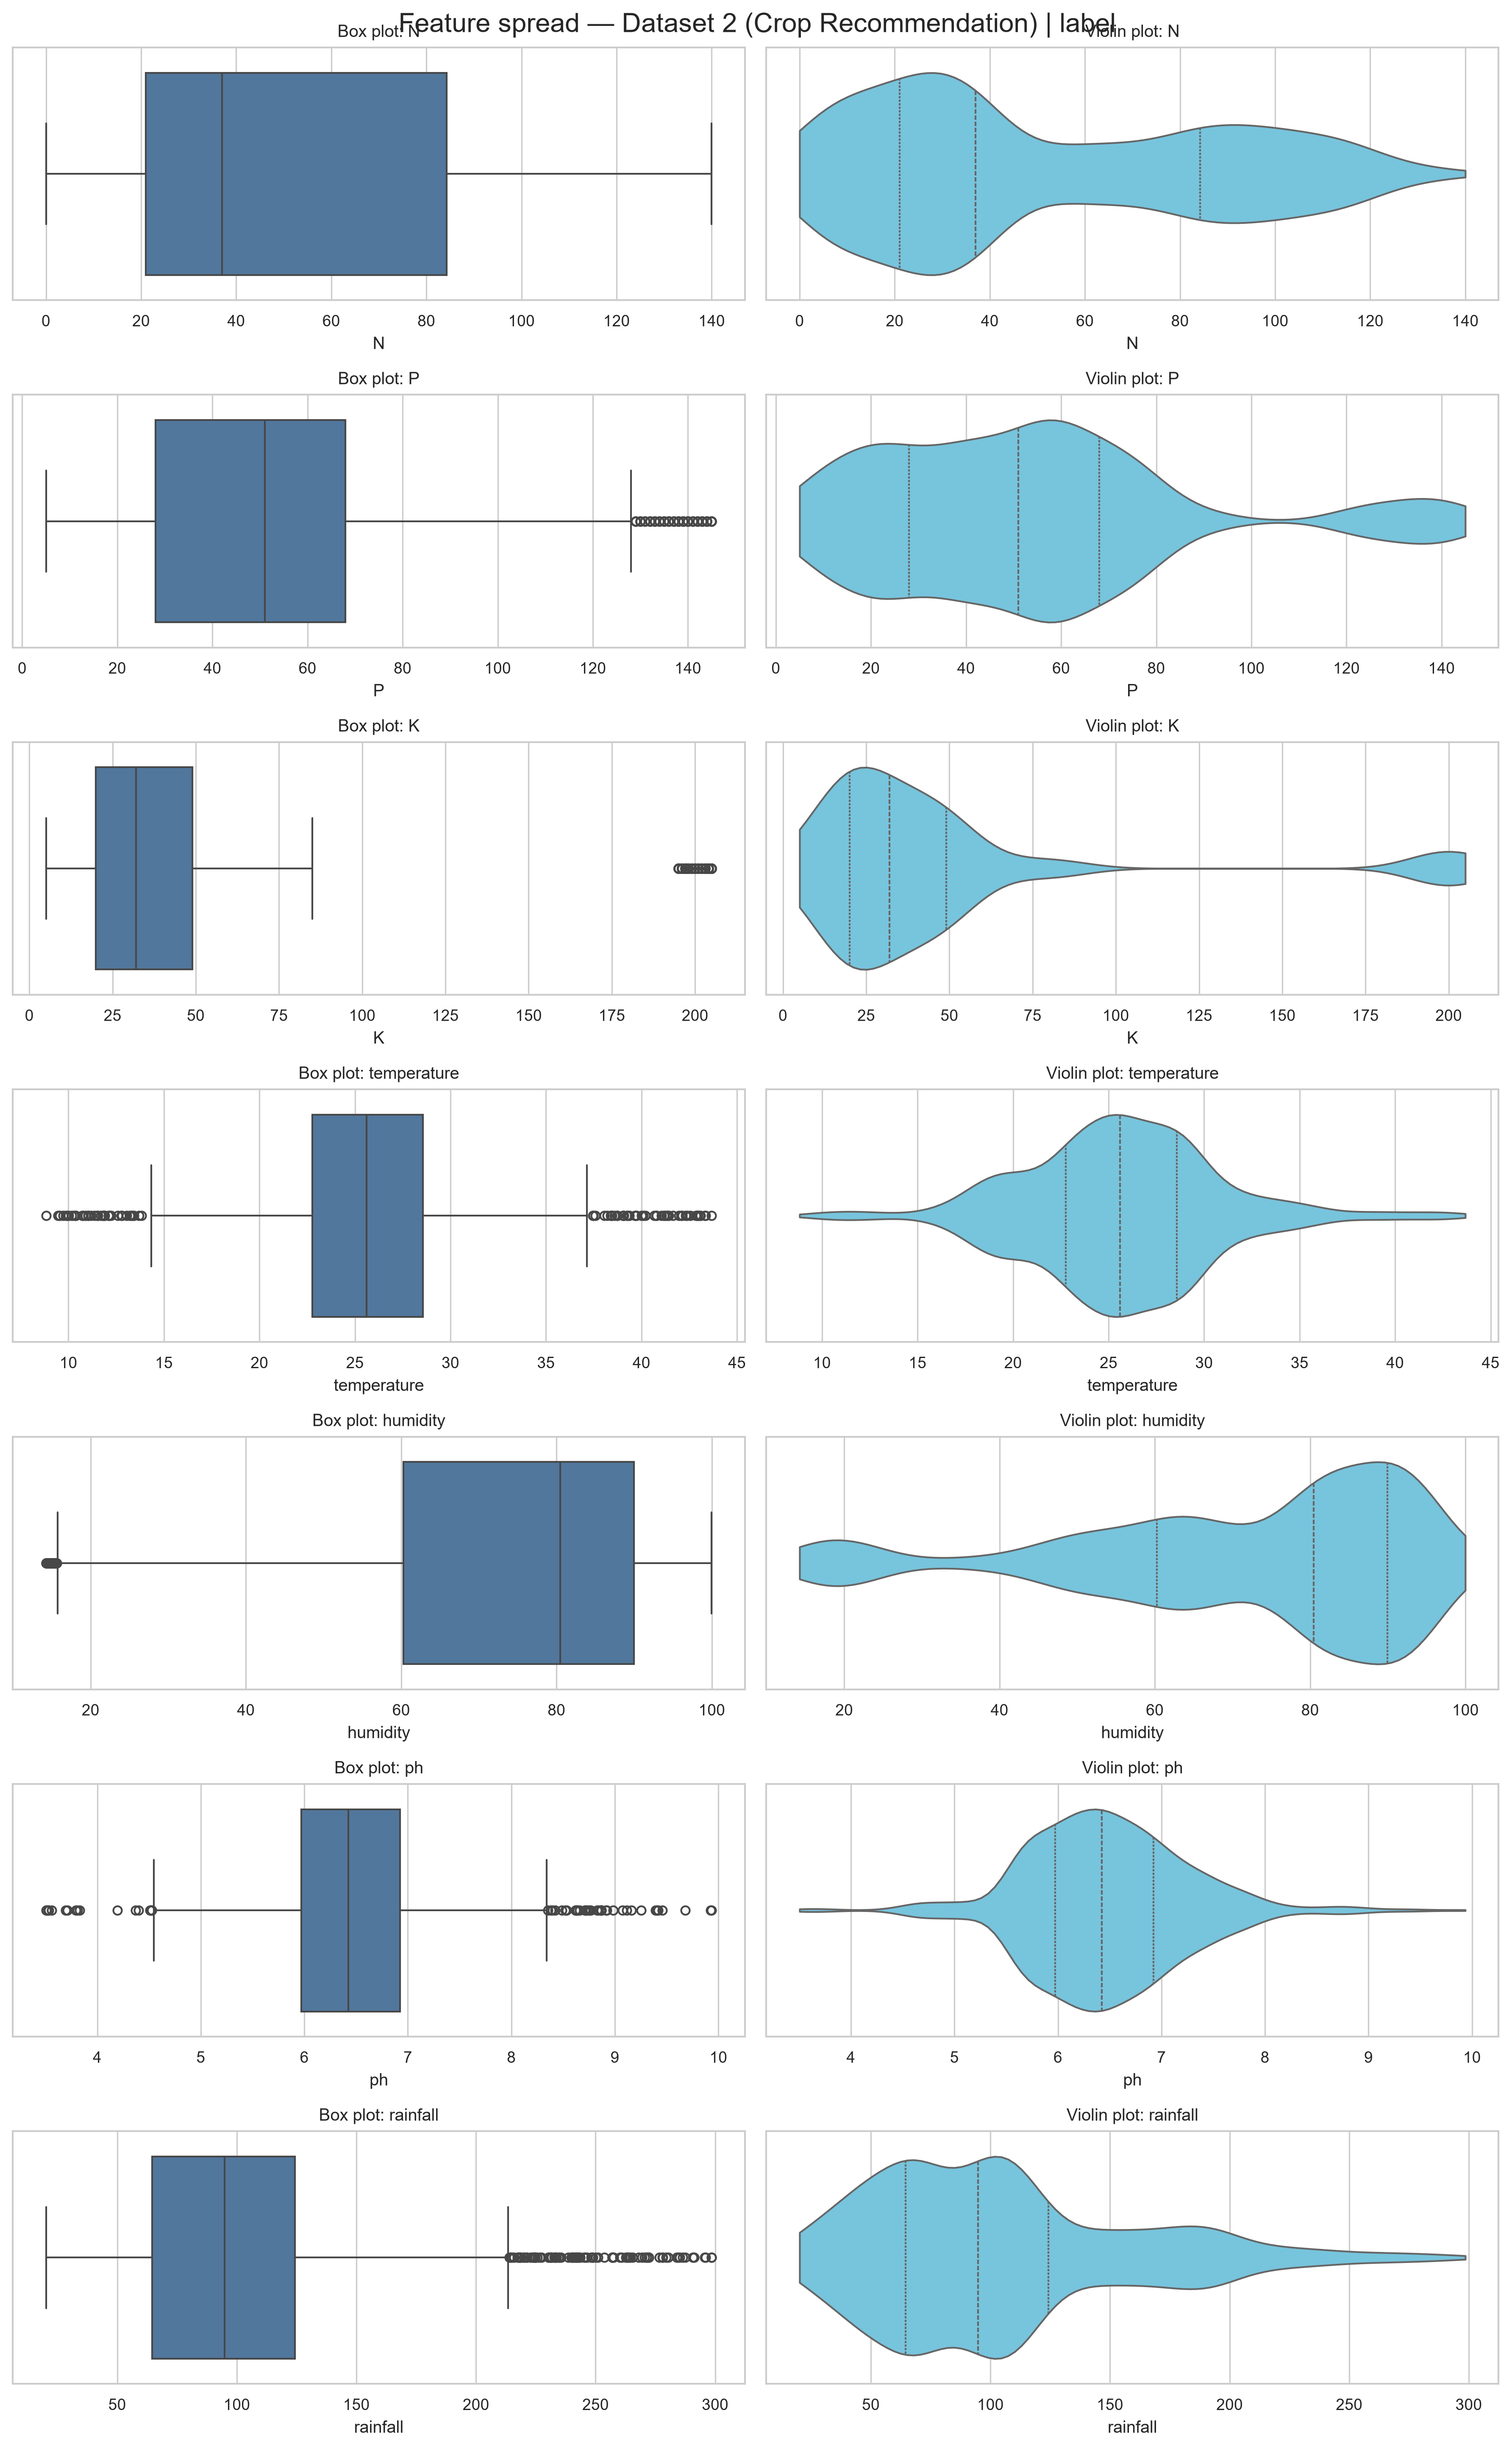 Feature spread — Dataset 2 (Crop Recommendation) | label
Box plot: N
Violin plot: N
0 20 40 60 80 100 120 140
N
0 20 40 60 80 100 120 140
N
Box plot: P
Violin plot: P
0 20 40 60 80 100 120 140
P
0 20 40 60 80 100 120 140
P
Box plot: K
Violin plot: K
0 25 50 75 100 125 150 175 200
K
0 25 50 75 100 125 150 175 200
K
Box plot: temperature
Violin plot: temperature
10 15 20 25 30 35 40 45
temperature
10 15 20 25 30 35 40 45
temperature
Box plot: humidity
Violin plot: humidity
20 40 60 80 100
humidity
20 40 60 80 100
humidity
Box plot: ph
Violin plot: ph
4 5 6 7 8 9 10
ph
4 5 6 7 8 9 10
ph
Box plot: rainfall
Violin plot: rainfall
50 100 150 200 250 300
rainfall
50 100 150 200 250 300
rainfall